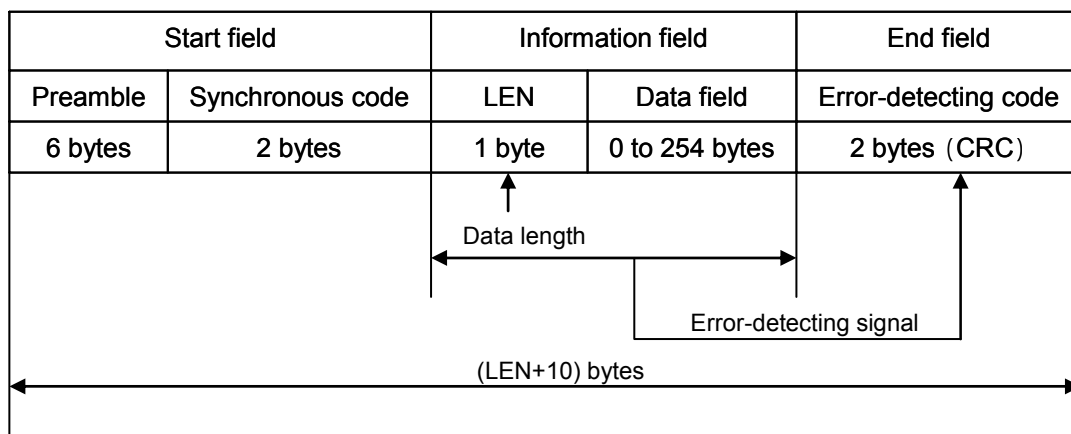 Start field Information field End field
Preamble Synchronous code LEN Data field Error-detecting code
6 bytes 2 bytes 1 byte 0 to 254 bytes 2 bytes (CRC)
Data length
Error-detecting signal
(LEN+10) bytes